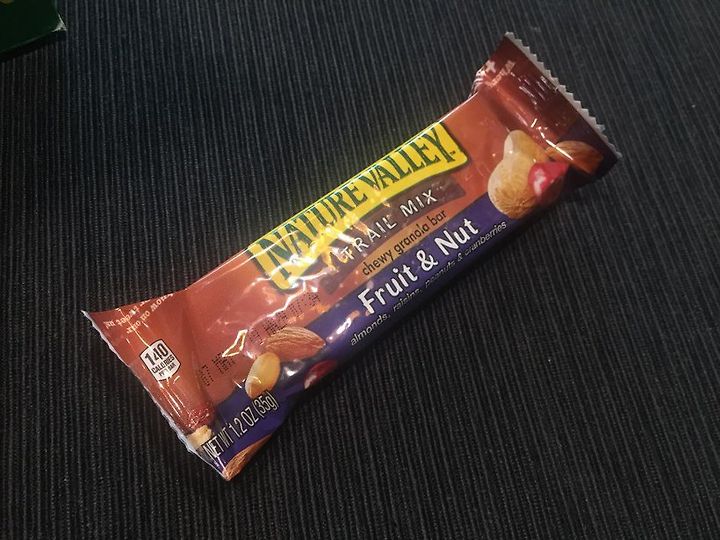 NATURE VALLEY
TRAIL MIX
chewy granola bar
Fruit & Nut
almonds, raisins, peanuts & cranberries
140
CALORIES
PER BAR
NET WT 1.2 OZ (35g)